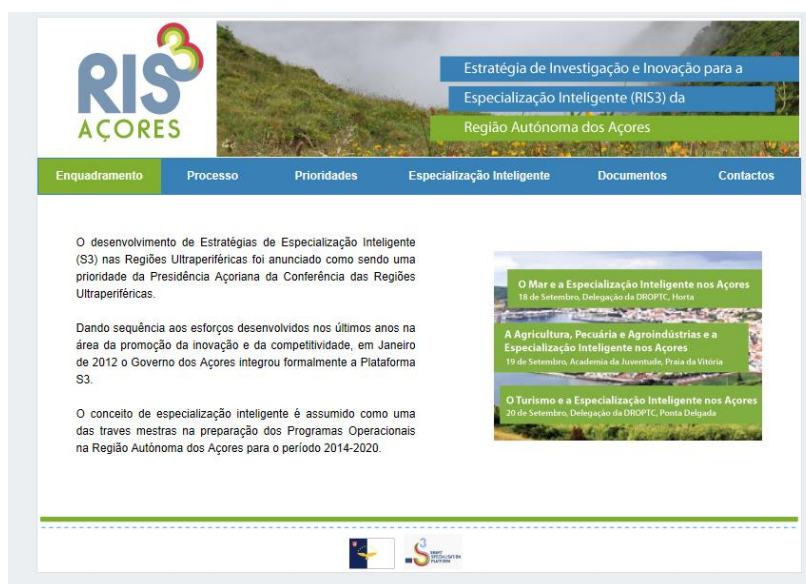 RIS3
AÇORES
Estratégia de Investigação e Inovação para a
Especialização Inteligente (RIS3) da
Região Autónoma dos Açores
Enquadramento Processo Prioridades Especialização Inteligente Documentos Contactos
O desenvolvimento de Estratégias de Especialização Inteligente
(S3) nas Regiões Ultraperiféricas foi anunciado como sendo uma
prioridade da Presidência Açoriana da Conferência das Regiões
Ultraperiféricas.
Dando sequência aos esforços desenvolvidos nos últimos anos na
área da promoção da inovação e da competitividade, em Janeiro
de 2012 o Governo dos Açores integrou formalmente a Plataforma
S3.
O conceito de especialização inteligente é assumido como uma
das traves mestras na preparação dos Programas Operacionais
na Região Autónoma dos Açores para o período 2014-2020.
O Mar e a Especialização Inteligente nos Açores
18 de Setembro, Delegação da DROPTC, Horta
A Agricultura, Pecuária e Agroindústrias e a
Especialização Inteligente nos Açores
19 de Setembro, Academia da Juventude, Praia da Vitória
O Turismo e a Especialização Inteligente nos Açores
20 de Setembro, Delegação da DROPTC, Ponta Delgada
S3
SMART
SPECIALISATION
PLATFORM